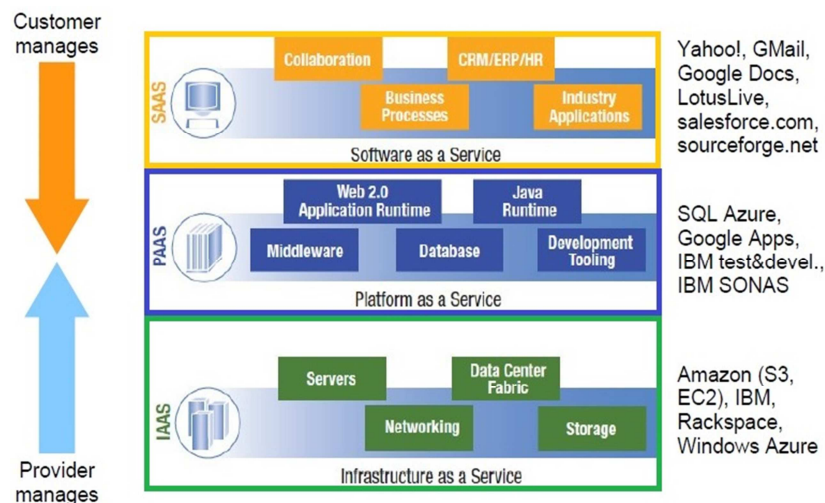 Customer
manages
Provider
manages
SAAS
Collaboration
CRM/ERP/HR
Business
Processes
Industry
Applications
Software as a Service
Yahoo!, GMail,
Google Docs,
LotusLive,
salesforce.com,
sourceforge.net
PAAS
Web 2.0
Application Runtime
Java
Runtime
Middleware
Database
Development
Tooling
Platform as a Service
SQL Azure,
Google Apps,
IBM test&devel.,
IBM SONAS
IAAS
Servers
Data Center
Fabric
Networking
Storage
Infrastructure as a Service
Amazon (S3,
EC2), IBM,
Rackspace,
Windows Azure